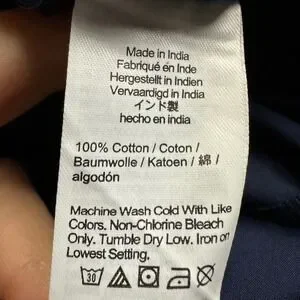 Made in India
Fabriqué en Inde
Hergestellt in Indien
Vervaardigd in India
インド製
hecho en india
100% Cotton / Coton /
Baumwolle / Katoen / 綿 /
algodón
Machine Wash Cold With Like
Colors. Non-Chlorine Bleach
Only. Tumble Dry Low. Iron on
Lowest Setting.
30